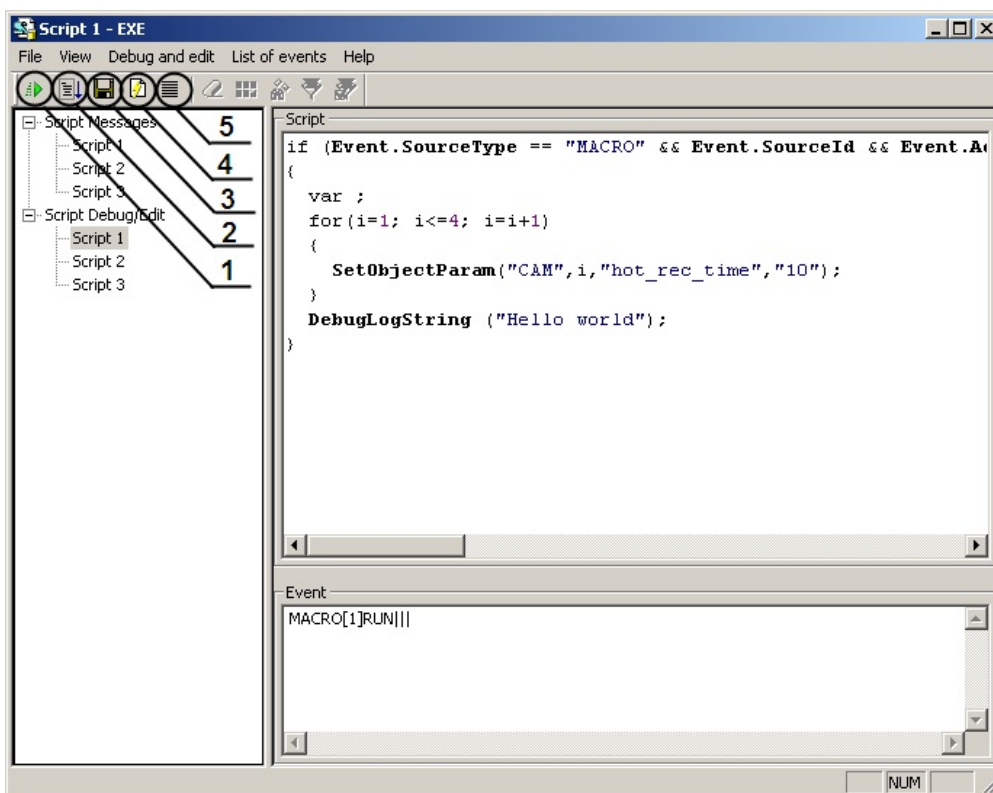 Script 1 - EXE
File View Debug and edit List of events Help
Script Messages
Script 1
Script 2
Script 3
Script Debug/Edit
Script 1
Script 2
Script 3
5
4
3
2
1
Script
if (Event.SourceType == "MACRO" && Event.SourceId && Event.Ac
{
var ;
for(i=1; i<=4; i=i+1)
{
SetObjectParam("CAM",i,"hot_rec_time","10");
}
DebugLogString ("Hello world");
}
Event
MACRO[1]RUN|||
NUM